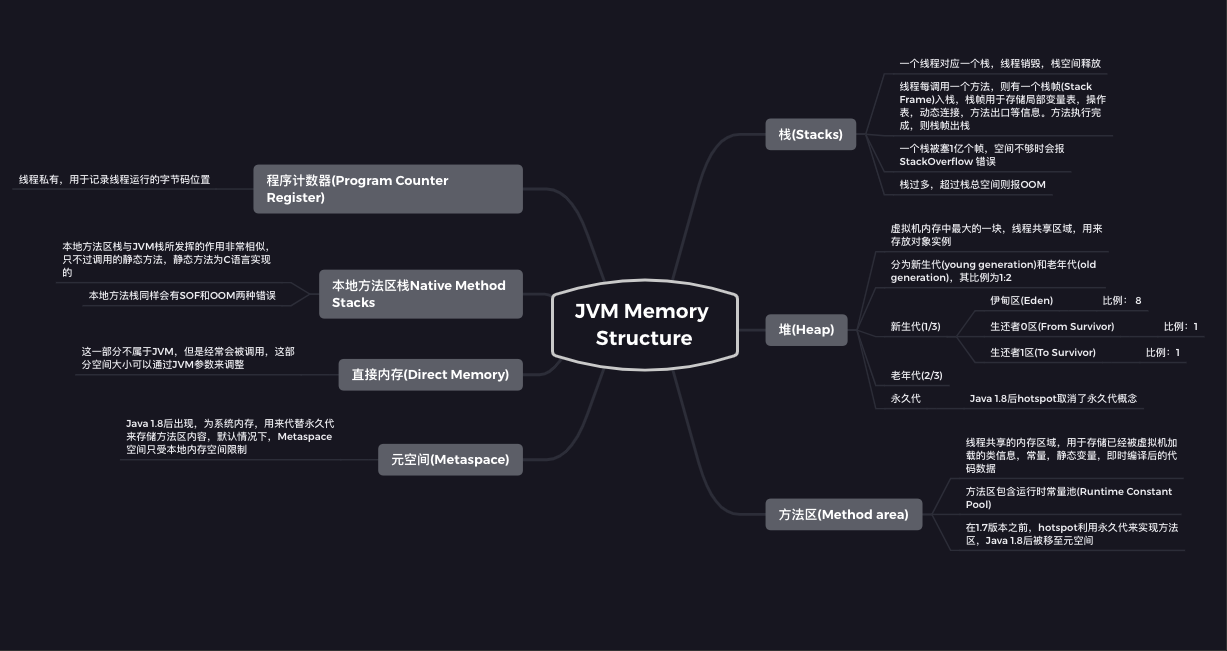 JVM Memory
Structure
栈(Stacks)
一个线程对应一个栈，线程销毁，栈空间释放
线程每调用一个方法，则有一个栈帧(Stack
Frame)入栈，栈帧用于存储局部变量表，操作
表，动态连接，方法出口等信息。方法执行完
成，则栈帧出栈
一个栈被塞1亿个帧，空间不够时会报
StackOverflow 错误
栈过多，超过栈总空间则报OOM
堆(Heap)
虚拟机内存中最大的一块，线程共享区域，用来
存放对象实例
分为新生代(young generation)和老年代(old
generation)，其比例为1:2
新生代(1/3)
伊甸区(Eden) 比例： 8
生还者0区(From Survivor) 比例：1
生还者1区(To Survivor) 比例：1
老年代(2/3)
永久代 Java 1.8后hotspot取消了永久代概念
方法区(Method area)
线程共享的内存区域，用于存储已经被虚拟机加
载的类信息，常量，静态变量，即时编译后的代
码数据
方法区包含运行时常量池(Runtime Constant
Pool)
在1.7版本之前，hotspot利用永久代来实现方法
区，Java 1.8后被移至元空间
程序计数器(Program Counter
Register)
线程私有，用于记录线程运行的字节码位置
本地方法区栈Native Method
Stacks
本地方法区栈与JVM栈所发挥的作用非常相似，
只不过调用的静态方法，静态方法为C语言实现
的
本地方法栈同样会有SOF和OOM两种错误
直接内存(Direct Memory)
这一部分不属于JVM，但是经常会被调用，这部
分空间大小可以通过JVM参数来调整
元空间(Metaspace)
Java 1.8后出现，为系统内存，用来代替永久代
来存储方法区内容，默认情况下，Metaspace
空间只受本地内存空间限制